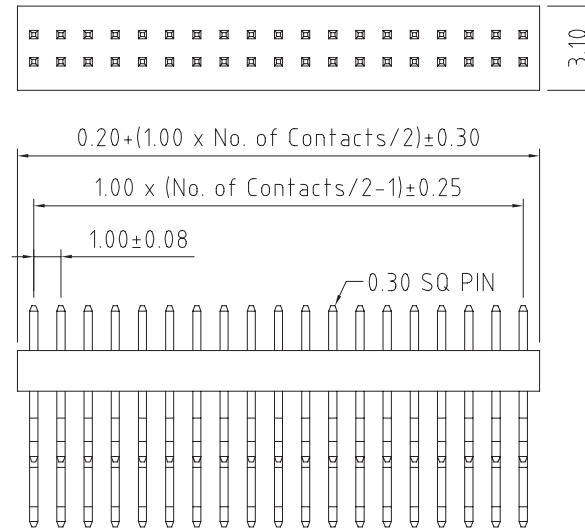 3.10
0.20+(1.00 x No. of Contacts/2)±0.30
1.00 x (No. of Contacts/2-1)±0.25
1.00±0.08
0.30 SQ PIN